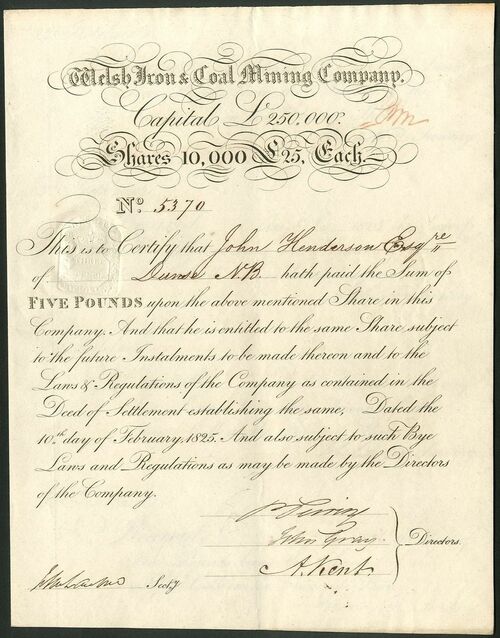 Welsh Iron & Coal Mining Company.
Capital £250,000.
Shares 10,000 £25, Each.
No. 5370
This is to Certify that John Henderson Esqre
of Dunse NB hath paid the Sum of
FIVE POUNDS upon the above mentioned Share in this
Company. And that he is entitled to the same Share subject
to the future Instalments to be made thereon and to the
Laws & Regulations of the Company as contained in the
Deed of Settlement establishing the same, Dated the
10th day of February, 1825. And also subject to such Bye
Laws and Regulations as may be made by the Directors
of the Company.
John Gray.
Directors.
A. Kent.
Secty